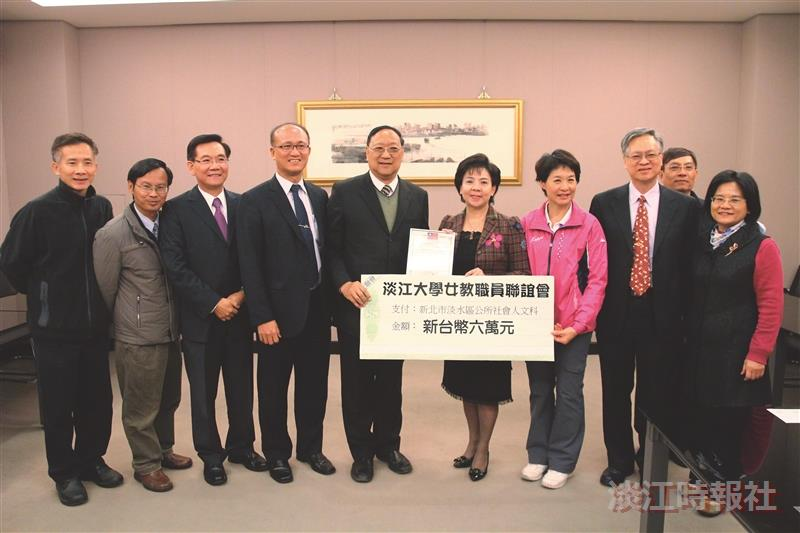 淡江大學女教職員聯誼會
支付：新北市淡水區公所社會人文科
金額：新台幣六萬元
淡江時報社